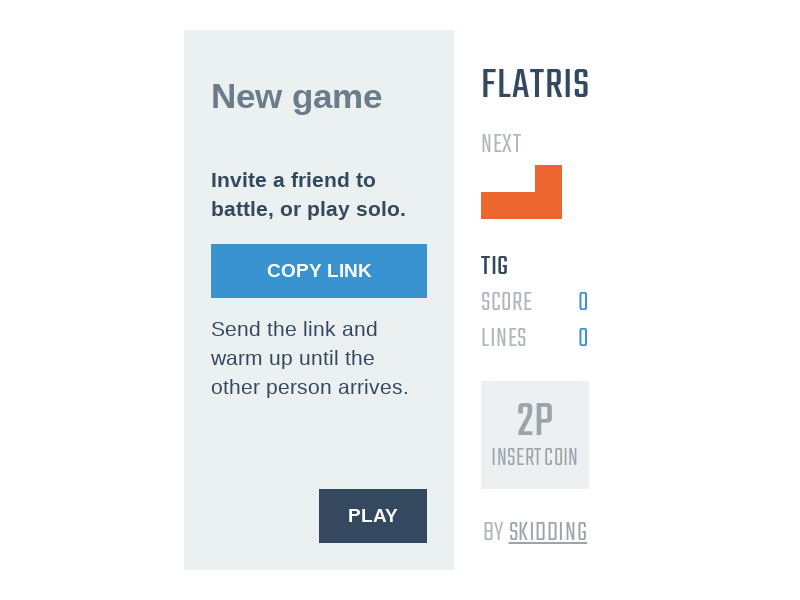 New game
Invite a friend to
battle, or play solo.
COPY LINK
Send the link and
warm up until the
other person arrives.
PLAY
FLATRIS
NEXT
TIG
SCORE 0
LINES 0
2P
INSERT COIN
BY SKIDDING